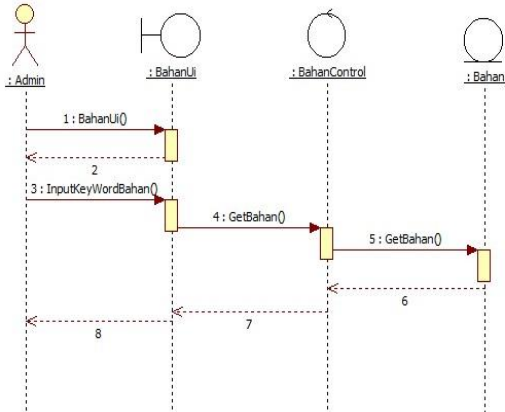 : Admin
: BahanUi
: BahanControl
: Bahan
1 : BahanUi()
2
3 : InputKeyWordBahan()
4 : GetBahan()
5 : GetBahan()
6
7
8